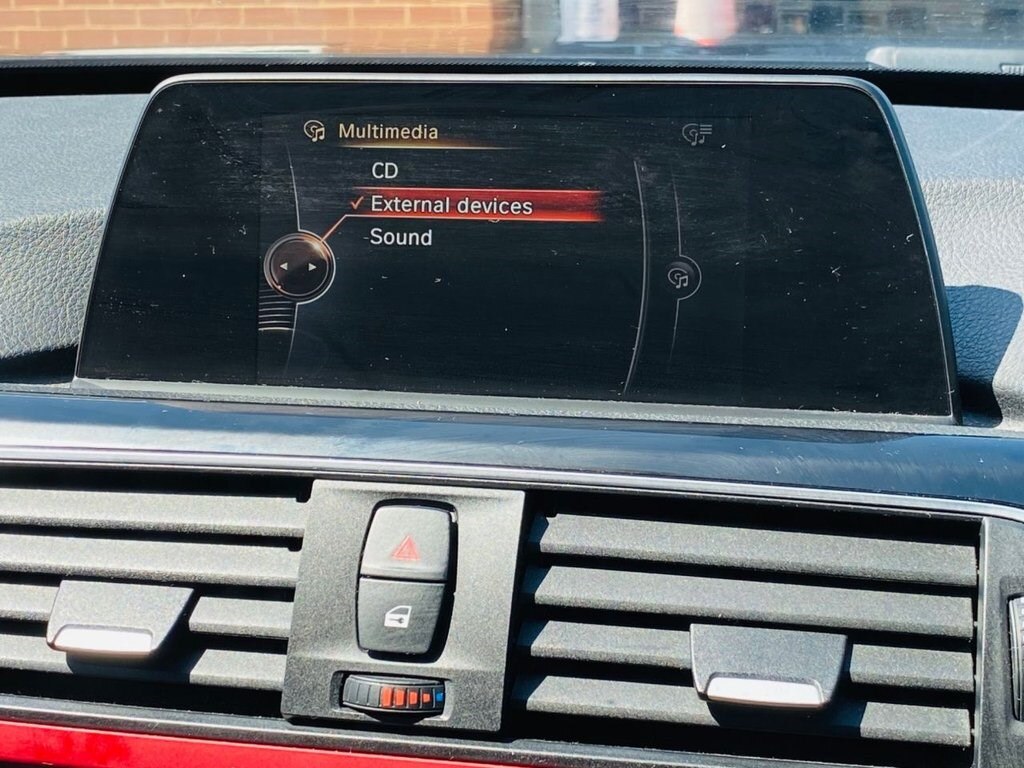 Multimedia
CD
External devices
Sound